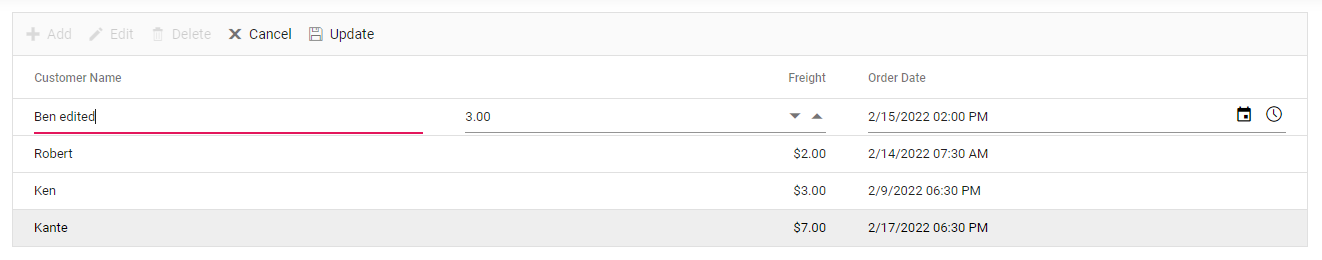 Add Edit Delete Cancel Update
Customer Name Freight Order Date
Ben edited 3.00 2/15/2022 02:00 PM
Robert $2.00 2/14/2022 07:30 AM
Ken $3.00 2/9/2022 06:30 PM
Kante $7.00 2/17/2022 06:30 PM